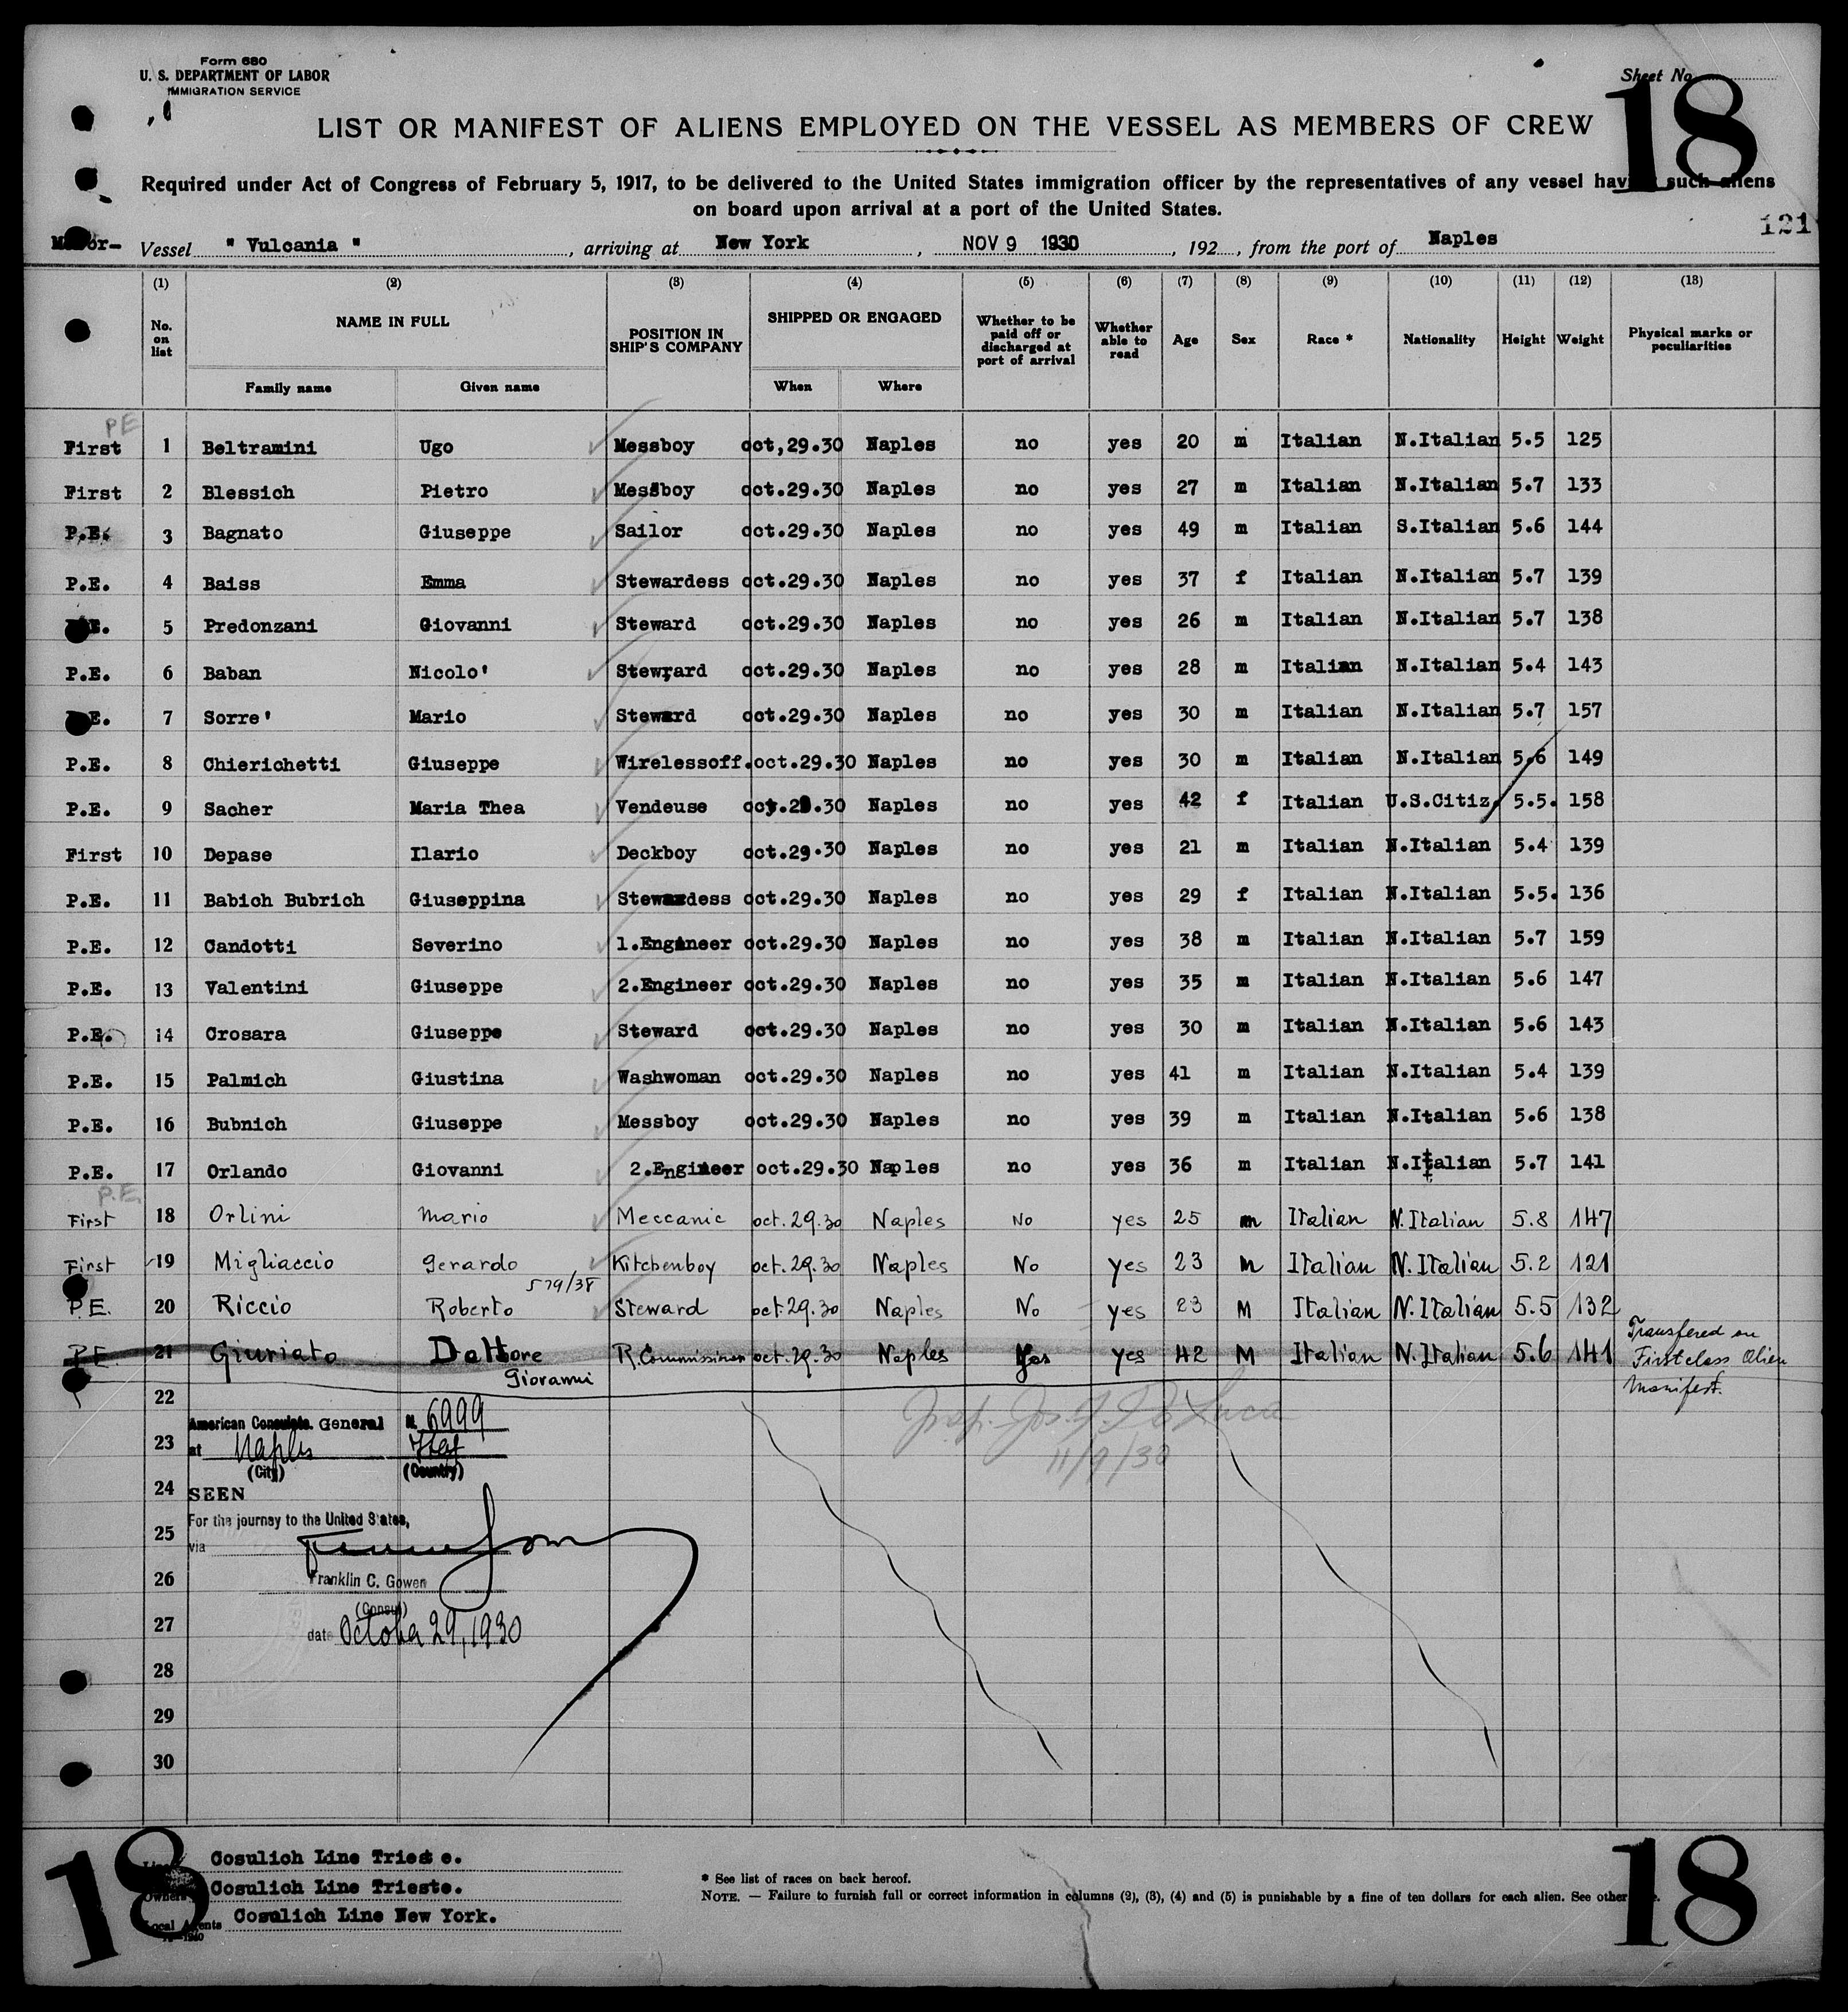 Form 680
U. S. DEPARTMENT OF LABOR
IMMIGRATION SERVICE
Sheet No.
18
LIST OR MANIFEST OF ALIENS EMPLOYED ON THE VESSEL AS MEMBERS OF CREW
Required under Act of Congress of February 5, 1917, to be delivered to the United States immigration officer by the representatives of any vessel having such aliens
on board upon arrival at a port of the United States.
121
Vessel " Vulcania " , arriving at New York , NOV 9 1930 , 192 , from the port of Naples
(1) (2) (3) (4) (5) (6) (7) (8) (9) (10) (11) (12) (13)
No. on list NAME IN FULL POSITION IN SHIP'S COMPANY SHIPPED OR ENGAGED Whether to be paid off or discharged at port of arrival Whether able to read Age Sex Race * Nationality Height Weight Physical marks or peculiarities
Family name Given name When Where
PE
First 1 Beltramini Ugo Messboy oct,29.30 Naples no yes 20 m Italian N.Italian 5.5 125
First 2 Blessich Pietro Messboy oct.29.30 Naples no yes 27 m Italian N.Italian 5.7 133
P.E. 3 Bagnato Giuseppe Sailor oct.29.30 Naples no yes 49 m Italian S.Italian 5.6 144
P.E. 4 Baiss Emma Stewardess oct.29.30 Naples no yes 37 f Italian N.Italian 5.7 139
E. 5 Predonzani Giovanni Steward oct.29.30 Naples no yes 26 m Italian N.Italian 5.7 138
P.E. 6 Baban Nicolo' Steward oct.29.30 Naples no yes 28 m Italian N.Italian 5.4 143
E. 7 Sorre' Mario Steward oct.29.30 Naples no yes 30 m Italian N.Italian 5.7 157
P.E. 8 Chierichetti Giuseppe Wirelessoff.oct.29.30 Naples no yes 30 m Italian N.Italian 5.6 149
P.E. 9 Sacher Maria Thea Vendeuse oct.29.30 Naples no yes 42 f Italian U.S.Citiz. 5.5. 158
First 10 Depase Ilario Deckboy oct.29.30 Naples no yes 21 m Italian N.Italian 5.4 139
P.E. 11 Babich Bubrich Giuseppina Stewardess oct.29.30 Naples no yes 29 f Italian N.Italian 5.5. 136
P.E. 12 Candotti Severino 1.Engineer oct.29.30 Naples no yes 38 m Italian N.Italian 5.7 159
P.E. 13 Valentini Giuseppe 2.Engineer oct.29.30 Naples no yes 35 m Italian N.Italian 5.6 147
P.E. 14 Crosara Giuseppe Steward oct.29.30 Naples no yes 30 m Italian N.Italian 5.6 143
P.E. 15 Palmich Giustina Washwoman oct.29.30 Naples no yes 41 m Italian N.Italian 5.4 139
P.E. 16 Bubnich Giuseppe Messboy oct.29.30 Naples no yes 39 m Italian N.Italian 5.6 138
P.E. 17 Orlando Giovanni 2.Engineer oct.29.30 Naples no yes 36 m Italian N.Italian 5.7 141
P.E.
First 18 Orlini Mario Meccanic oct.29.30 Naples No yes 25 m Italian N.Italian 5.8 147
First 19 Migliaccio Gerardo Kitchenboy oct.29.30 Naples No yes 23 m Italian N.Italian 5.2 121
579/38
P.E. 20 Riccio Roberto Steward oct.29.30 Naples No yes 23 M Italian N.Italian 5.5 132
P.E. 21 Giuriato Dottore Giovanni R.Commissioner oct.29.30 Naples Yes yes 42 M Italian N.Italian 5.6 141 Transfered on First class Alien Manifest.
22
American Consulate General N. 6999
23 at Naples Italy
(City) (Country)
11/9/30
24 SEEN
For the journey to the United States,
25 via
26 Franklin C. Gowen
(Consul)
27 date October 29, 1930
28
29
30
18
Cosulich Line Trieste.
Owners Cosulich Line Trieste.
Local Agents Cosulich Line New York.
* See list of races on back hereof.
NOTE. — Failure to furnish full or correct information in columns (2), (3), (4) and (5) is punishable by a fine of ten dollars for each alien. See other
18